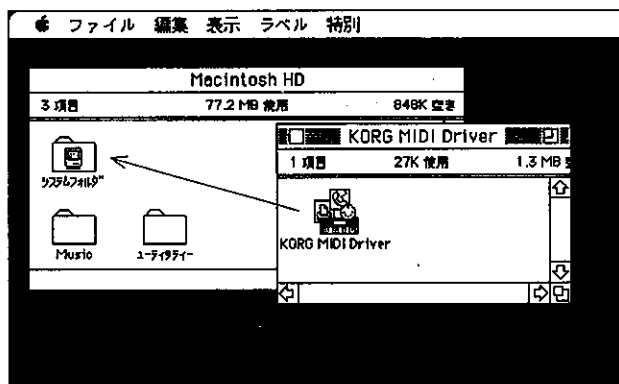 ファイル 編集 表示 ラベル 特別
Macintosh HD
3 項目 77.2 MB 使用 848K 空き
KORG MIDI Driver
1 項目 27K 使用 1.3 MB
システムフォルダ
KORG MIDI Driver
Music ユーティリティー